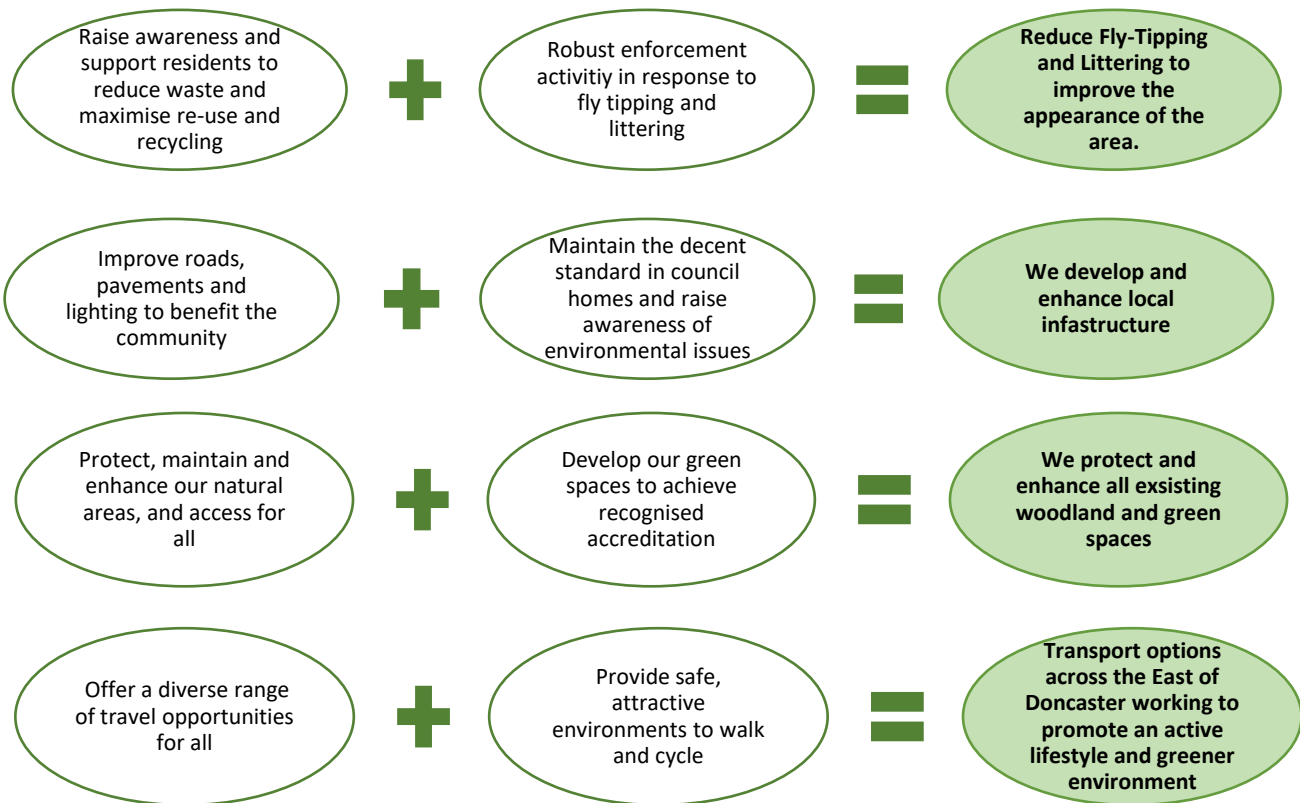 Raise awareness and
support residents to
reduce waste and
maximise re-use and
recycling
Robust enforcement
activitiy in response to
fly tipping and
littering
Reduce Fly-Tipping
and Littering to
improve the
appearance of the
area.
Improve roads,
pavements and
lighting to benefit the
community
Maintain the decent
standard in council
homes and raise
awareness of
environmental issues
We develop and
enhance local
infastructure
Protect, maintain and
enhance our natural
areas, and access for
all
Develop our green
spaces to achieve
recognised
accreditation
We protect and
enhance all exsisting
woodland and green
spaces
Offer a diverse range
of travel opportunities
for all
Provide safe,
attractive
environments to walk
and cycle
Transport options
across the East of
Doncaster working to
promote an active
lifestyle and greener
environment